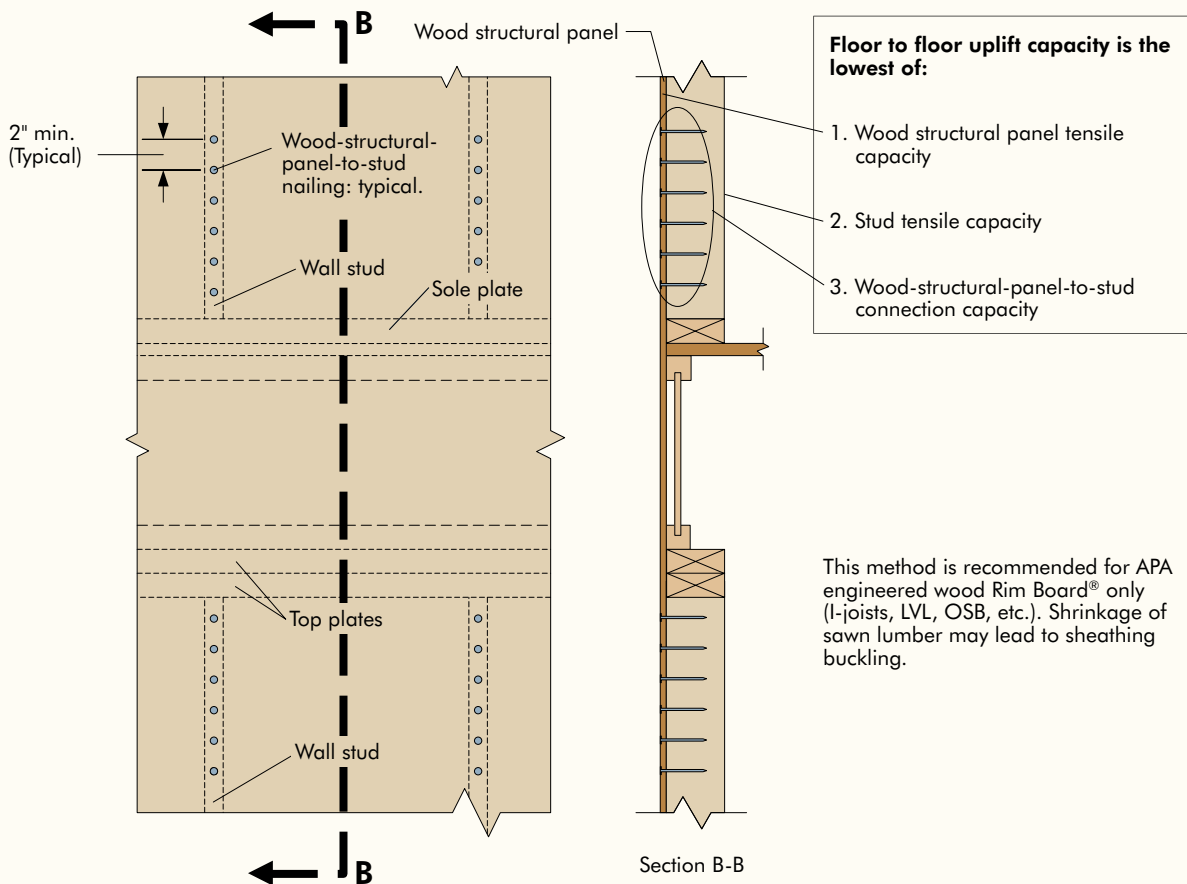 B
Wood structural panel
2" min.
(Typical)
Wood-structural-
panel-to-stud
nailing: typical.
Wall stud
Sole plate
Top plates
Wall stud
B
Floor to floor uplift capacity is the
lowest of:
1. Wood structural panel tensile
capacity
2. Stud tensile capacity
3. Wood-structural-panel-to-stud
connection capacity
This method is recommended for APA
engineered wood Rim Board® only
(I-joists, LVL, OSB, etc.). Shrinkage of
sawn lumber may lead to sheathing
buckling.
Section B-B